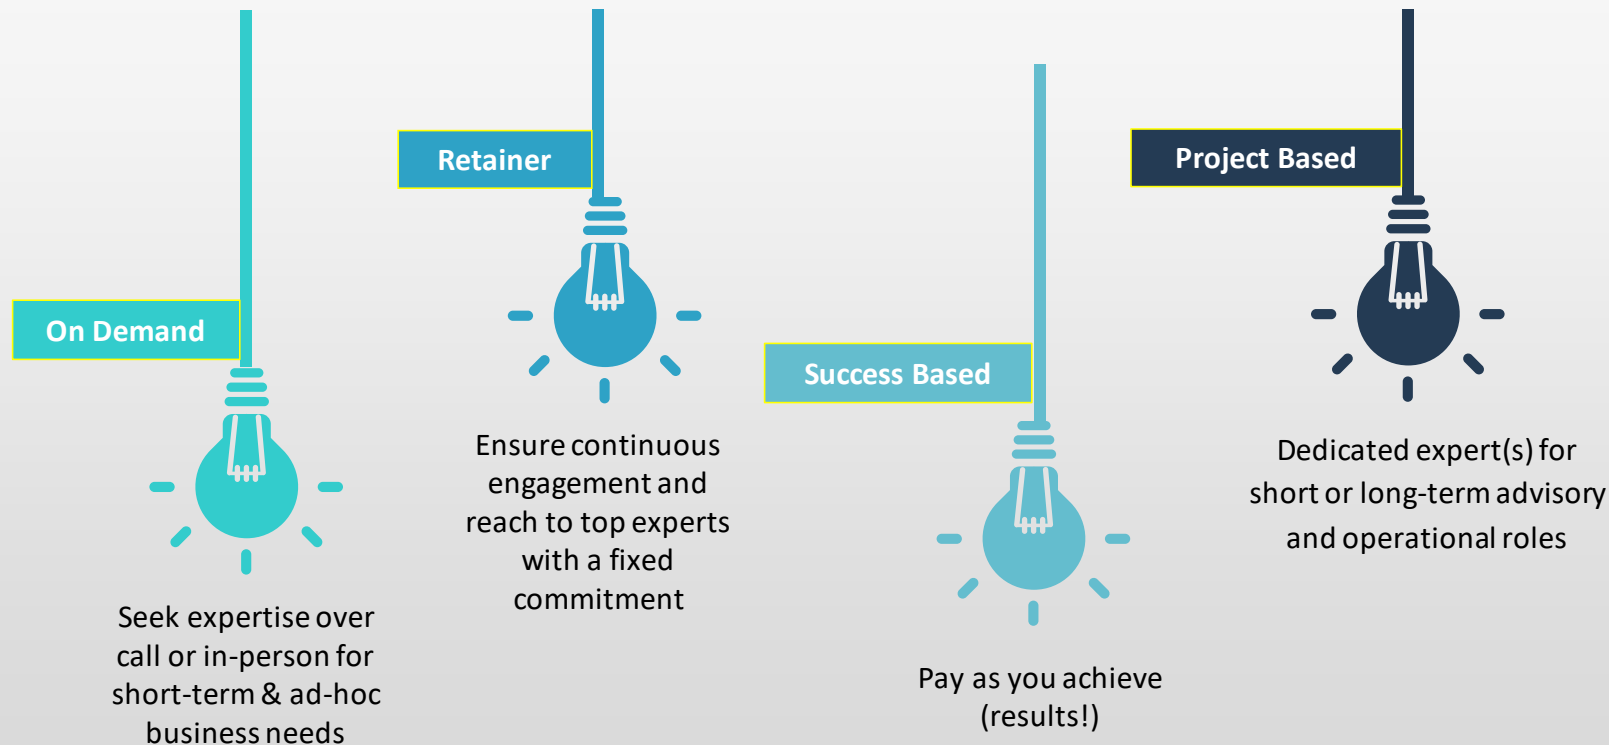 On Demand
Seek expertise over
call or in-person for
short-term & ad-hoc
business needs
Retainer
Ensure continuous
engagement and
reach to top experts
with a fixed
commitment
Success Based
Pay as you achieve
(results!)
Project Based
Dedicated expert(s) for
short or long-term advisory
and operational roles